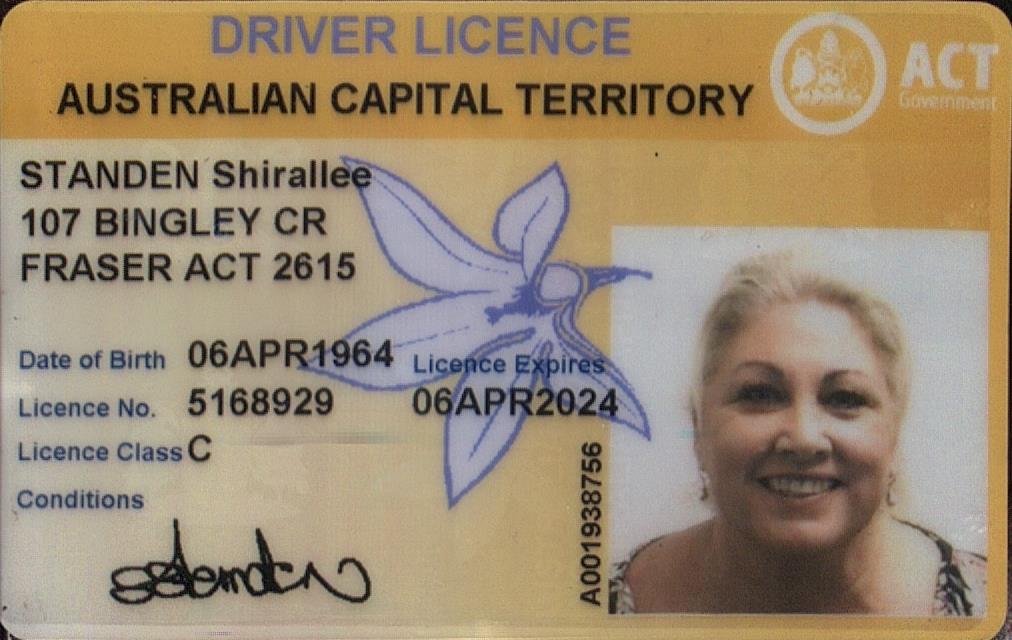 DRIVER LICENCE
AUSTRALIAN CAPITAL TERRITORY
ACT
Government
STANDEN Shirallee
107 BINGLEY CR
FRASER ACT 2615
Date of Birth 06APR1964
Licence Expires
Licence No. 5168929
06APR2024
Licence Class C
Conditions
A001938756